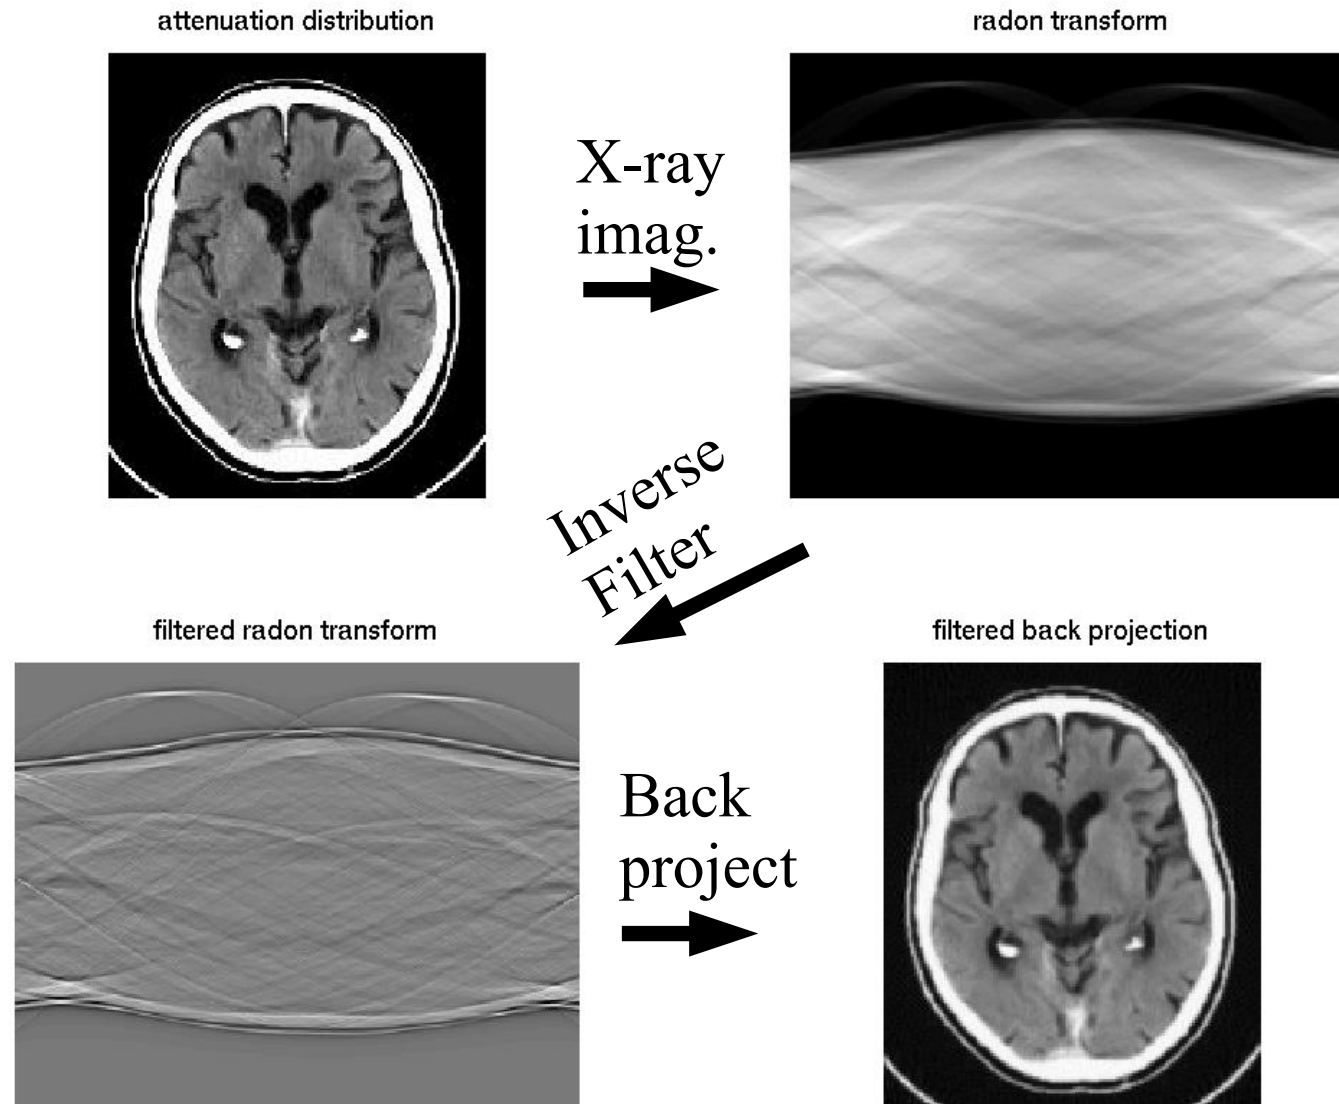 attenuation distribution
radon transform
X-ray
imag.
Inverse
Filter
filtered radon transform
filtered back projection
Back
project